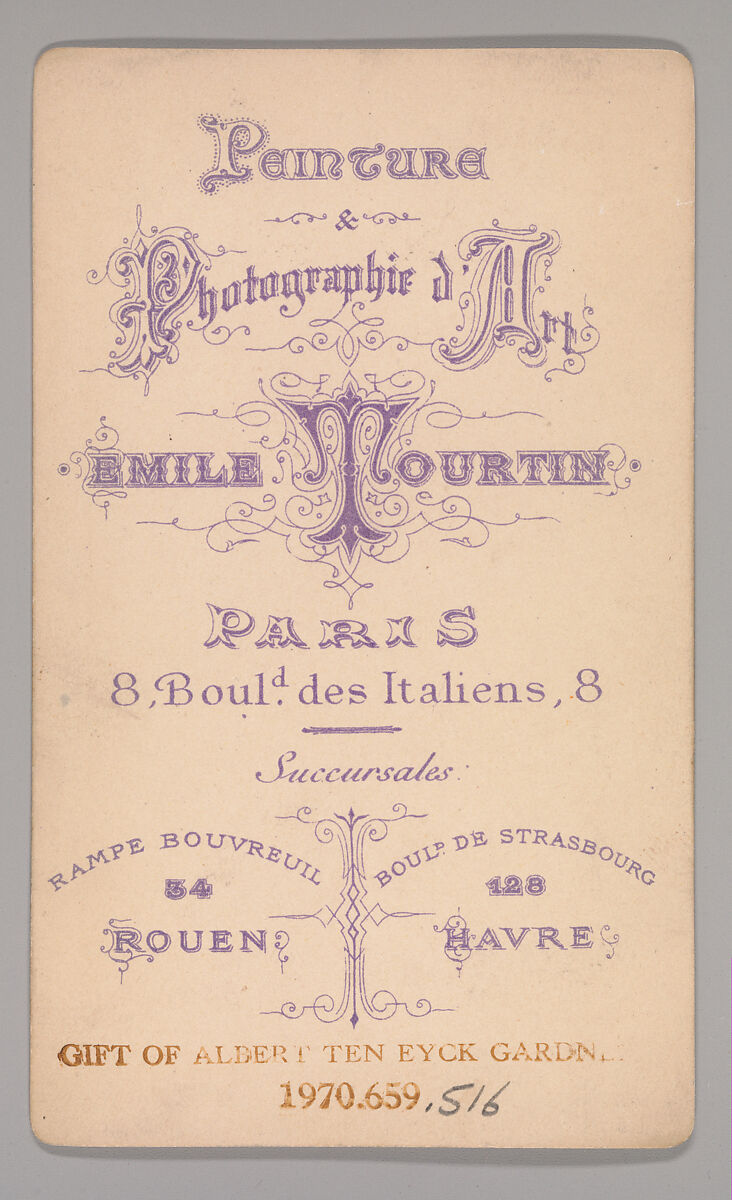 Peinture
&
Photographie d'Art
EMILE TOURTIN
PARIS
8, Boul.d des Italiens, 8
Succursales:
RAMPE BOUVREUIL
34
ROUEN
BOUL.D DE STRASBOURG
128
HAVRE
GIFT OF ALBERT TEN EYCK GARDN
1970.659.516